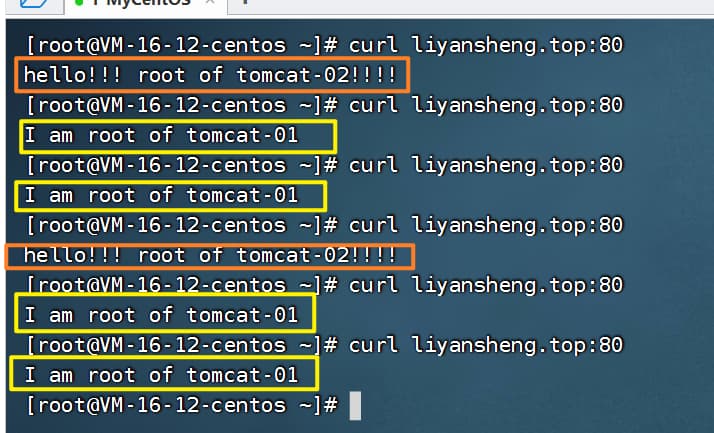 1 MyCentOS
[root@VM-16-12-centos ~]# curl liyansheng.top:80
hello!!! root of tomcat-02!!!!
[root@VM-16-12-centos ~]# curl liyansheng.top:80
I am root of tomcat-01
[root@VM-16-12-centos ~]# curl liyansheng.top:80
I am root of tomcat-01
[root@VM-16-12-centos ~]# curl liyansheng.top:80
hello!!! root of tomcat-02!!!!
[root@VM-16-12-centos ~]# curl liyansheng.top:80
I am root of tomcat-01
[root@VM-16-12-centos ~]# curl liyansheng.top:80
I am root of tomcat-01
[root@VM-16-12-centos ~]#